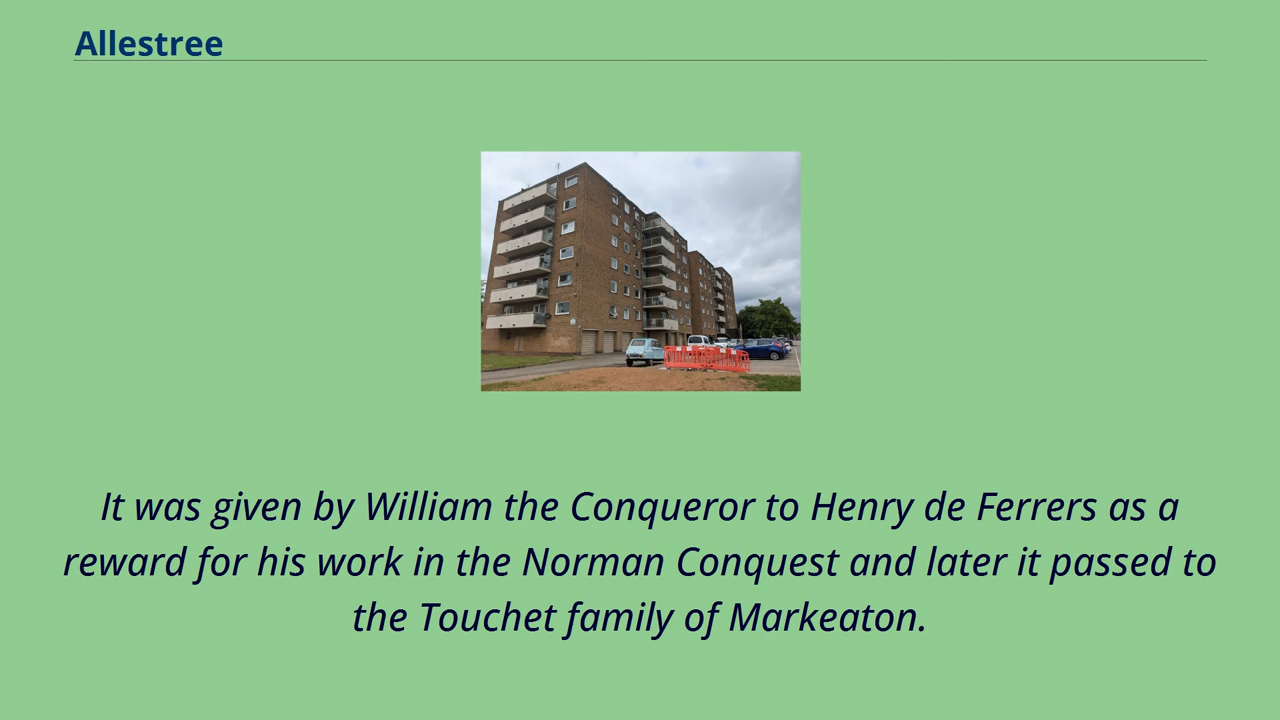 Allestree
It was given by William the Conqueror to Henry de Ferrers as a
reward for his work in the Norman Conquest and later it passed to
the Touchet family of Markeaton.